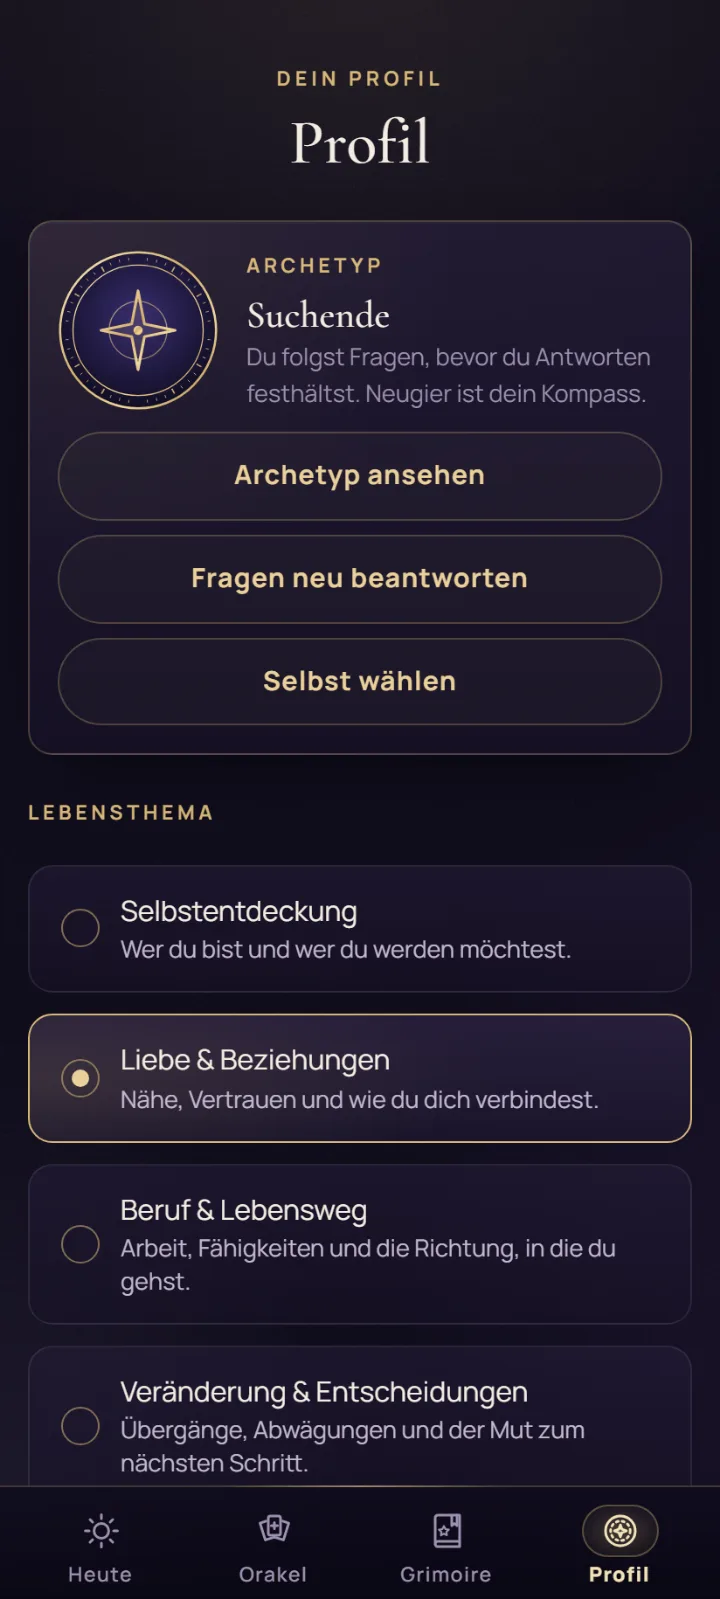 DEIN PROFIL
Profil
ARCHETYP
Suchende
Du folgst Fragen, bevor du Antworten
festhältst. Neugier ist dein Kompass.
Archetyp ansehen
Fragen neu beantworten
Selbst wählen
LEBENSTHEMA
Selbstentdeckung
Wer du bist und wer du werden möchtest.
Liebe & Beziehungen
Nähe, Vertrauen und wie du dich verbindest.
Beruf & Lebensweg
Arbeit, Fähigkeiten und die Richtung, in die du
gehst.
Veränderung & Entscheidungen
Übergänge, Abwägungen und der Mut zum
nächsten Schritt.
Heute
Orakel
Grimoire
Profil